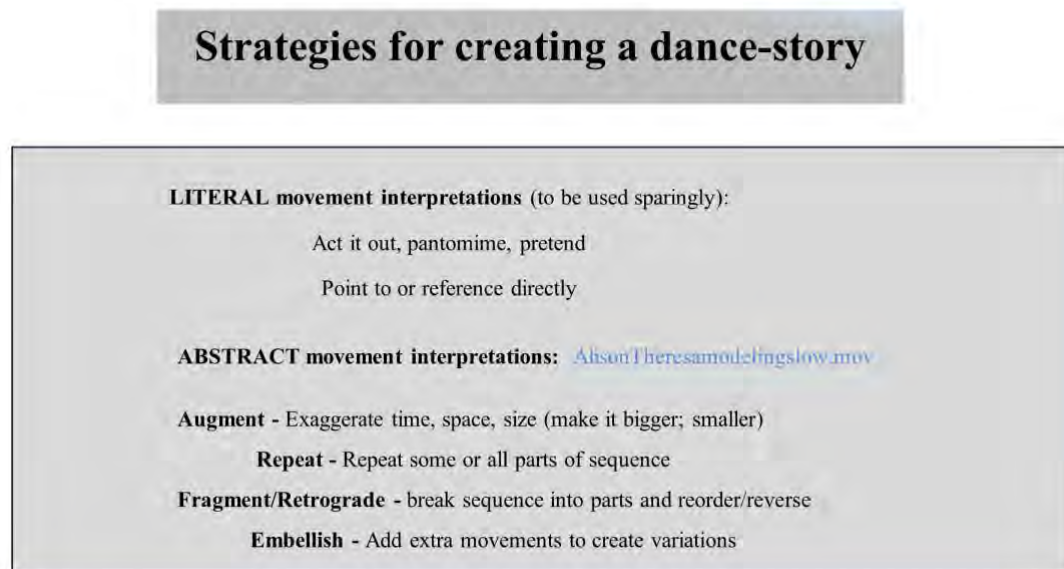 Strategies for creating a dance-story
LITERAL movement interpretations (to be used sparingly):
Act it out, pantomime, pretend
Point to or reference directly
ABSTRACT movement interpretations: AlisonTheresamodelingslow.mov
Augment - Exaggerate time, space, size (make it bigger; smaller)
Repeat - Repeat some or all parts of sequence
Fragment/Retrograde - break sequence into parts and reorder/reverse
Embellish - Add extra movements to create variations